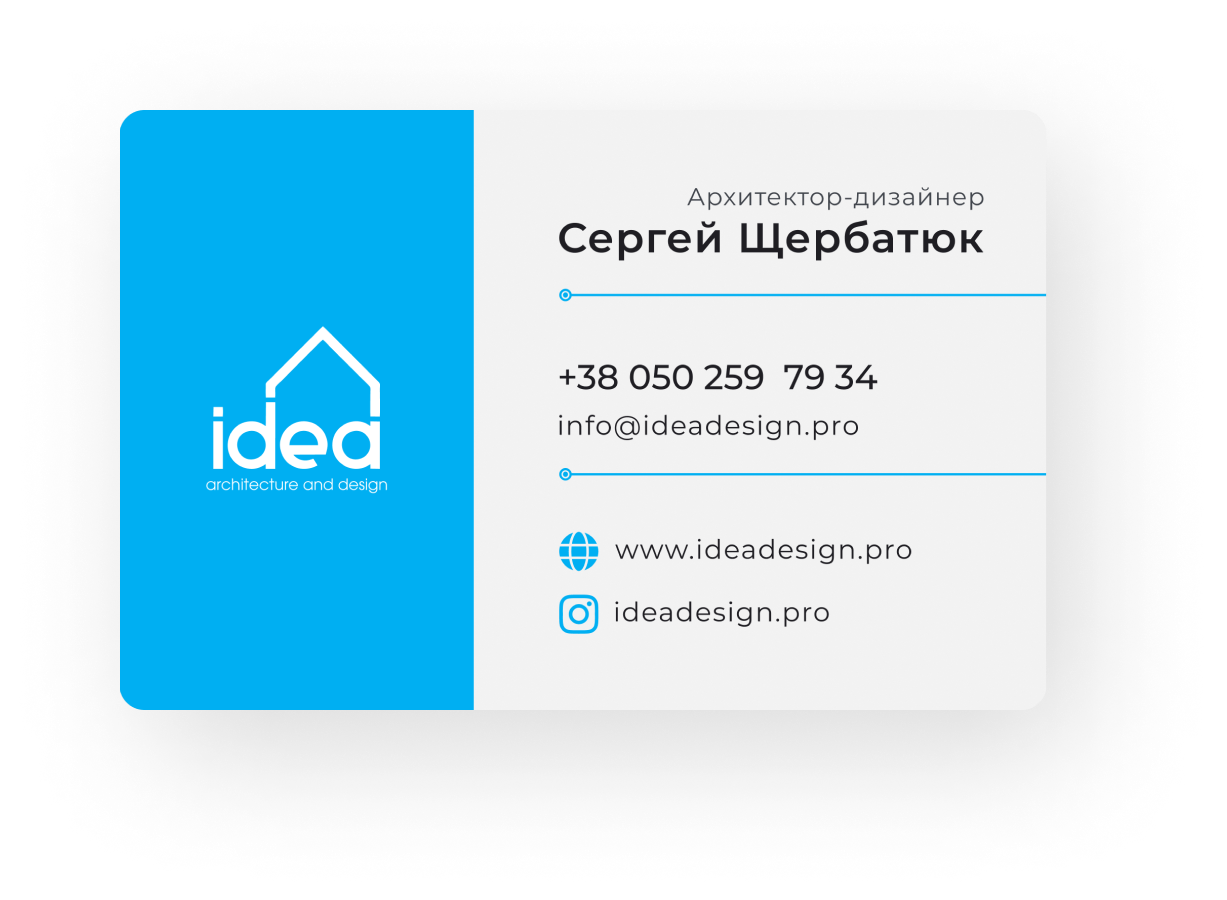 idea
architecture and design
Архитектор-дизайнер
Сергей Щербатюк
+38 050 259  79 34
info@ideadesign.pro
www.ideadesign.pro
ideadesign.pro